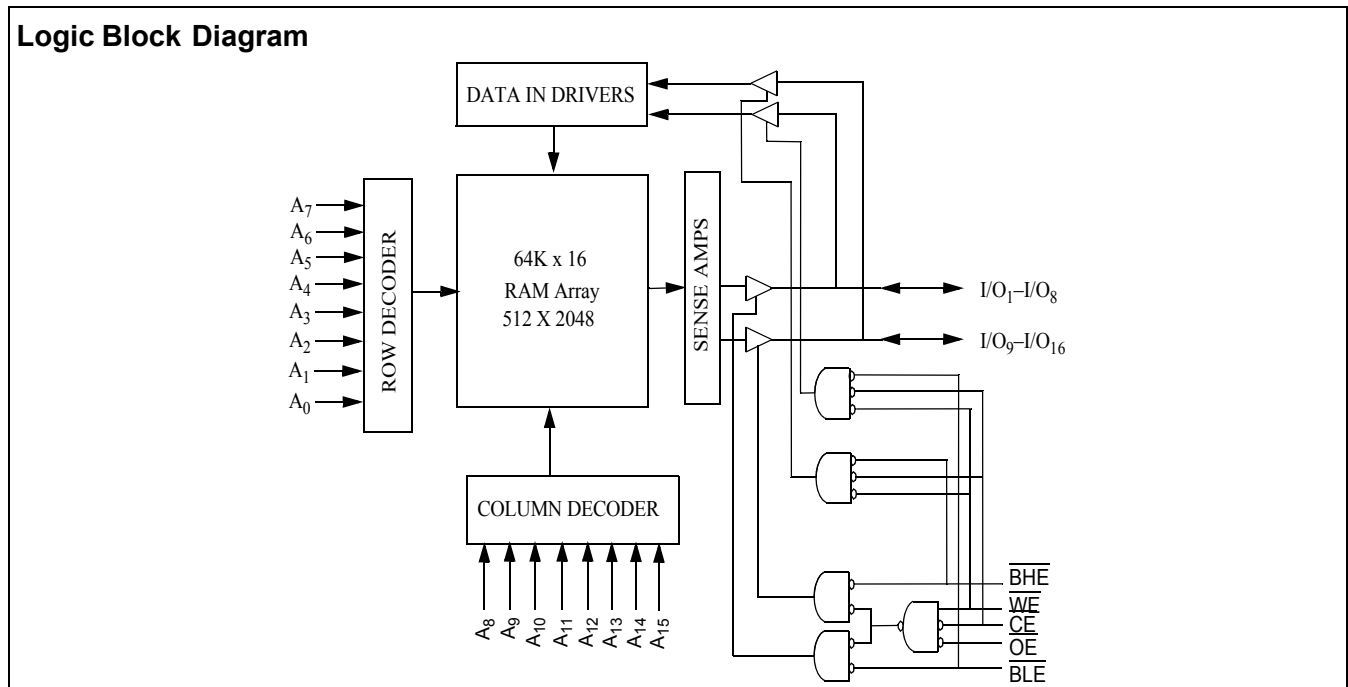 Logic Block Diagram
DATA IN DRIVERS
A7
A6
A5
A4
A3
A2
A1
A0
ROW DECODER
64K x 16
RAM Array
512 X 2048
SENSE AMPS
I/O1–I/O8
I/O9–I/O16
COLUMN DECODER
A8
A9
A10
A11
A12
A13
A14
A15
BHE
WE
CE
OE
BLE